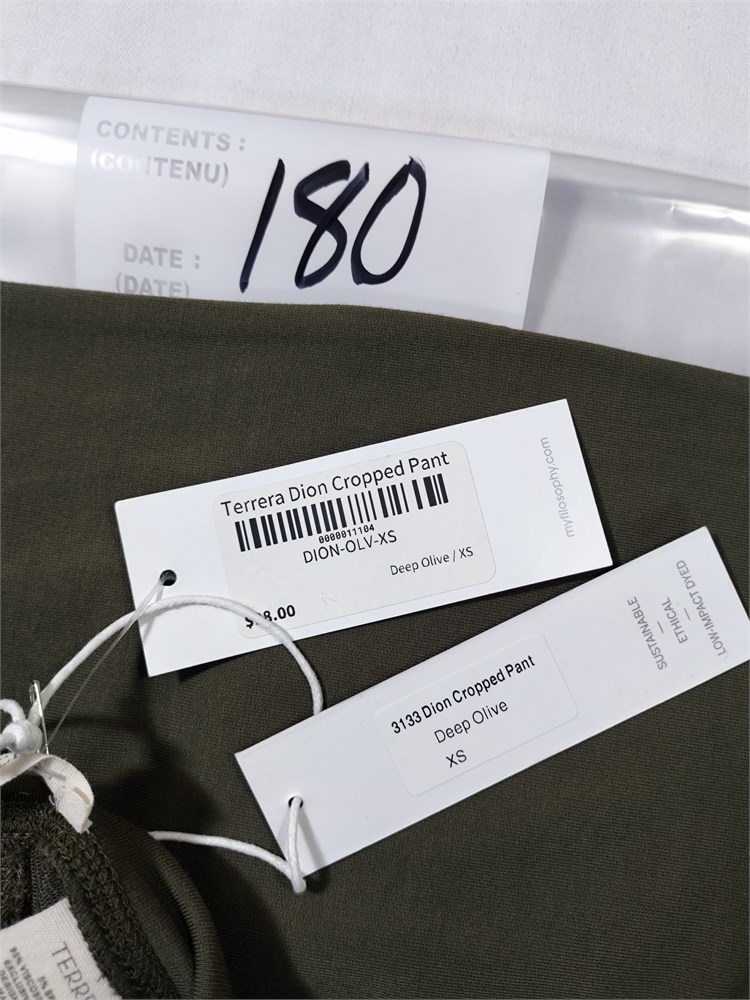 CONTENTS :
(CONTENU)
180
DATE :
(DATE)
Terrera Dion Cropped Pant
0000011104
DION-OLV-XS
Deep Olive / XS
myfilosophy.com
3133 Dion Cropped Pant
Deep Olive
XS
SUSTAINABLE
—
ETHICAL
—
LOW-IMPACT DYED